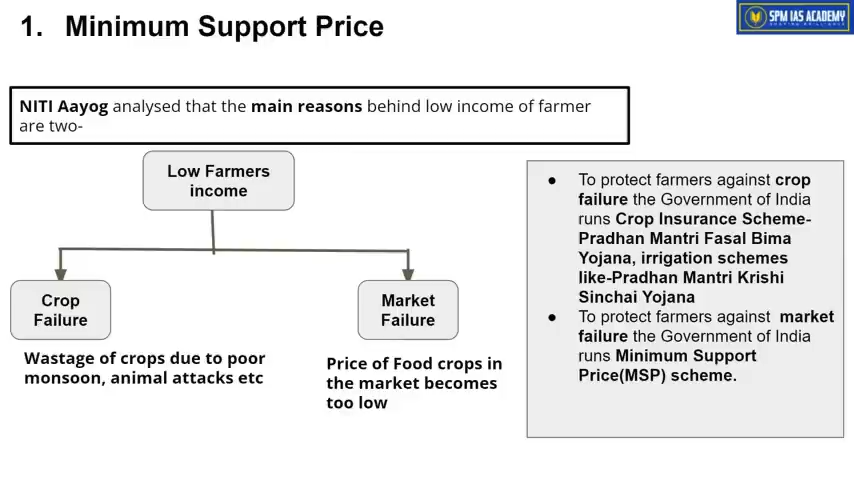 1. Minimum Support Price
SPM IAS ACADEMY
NITI Aayog analysed that the main reasons behind low income of farmer
are two-
Low Farmers
income
Crop
Failure
Market
Failure
Wastage of crops due to poor
monsoon, animal attacks etc
Price of Food crops in
the market becomes
too low
● To protect farmers against crop
failure the Government of India
runs Crop Insurance Scheme-
Pradhan Mantri Fasal Bima
Yojana, irrigation schemes
like-Pradhan Mantri Krishi
Sinchai Yojana
● To protect farmers against market
failure the Government of India
runs Minimum Support
Price(MSP) scheme.